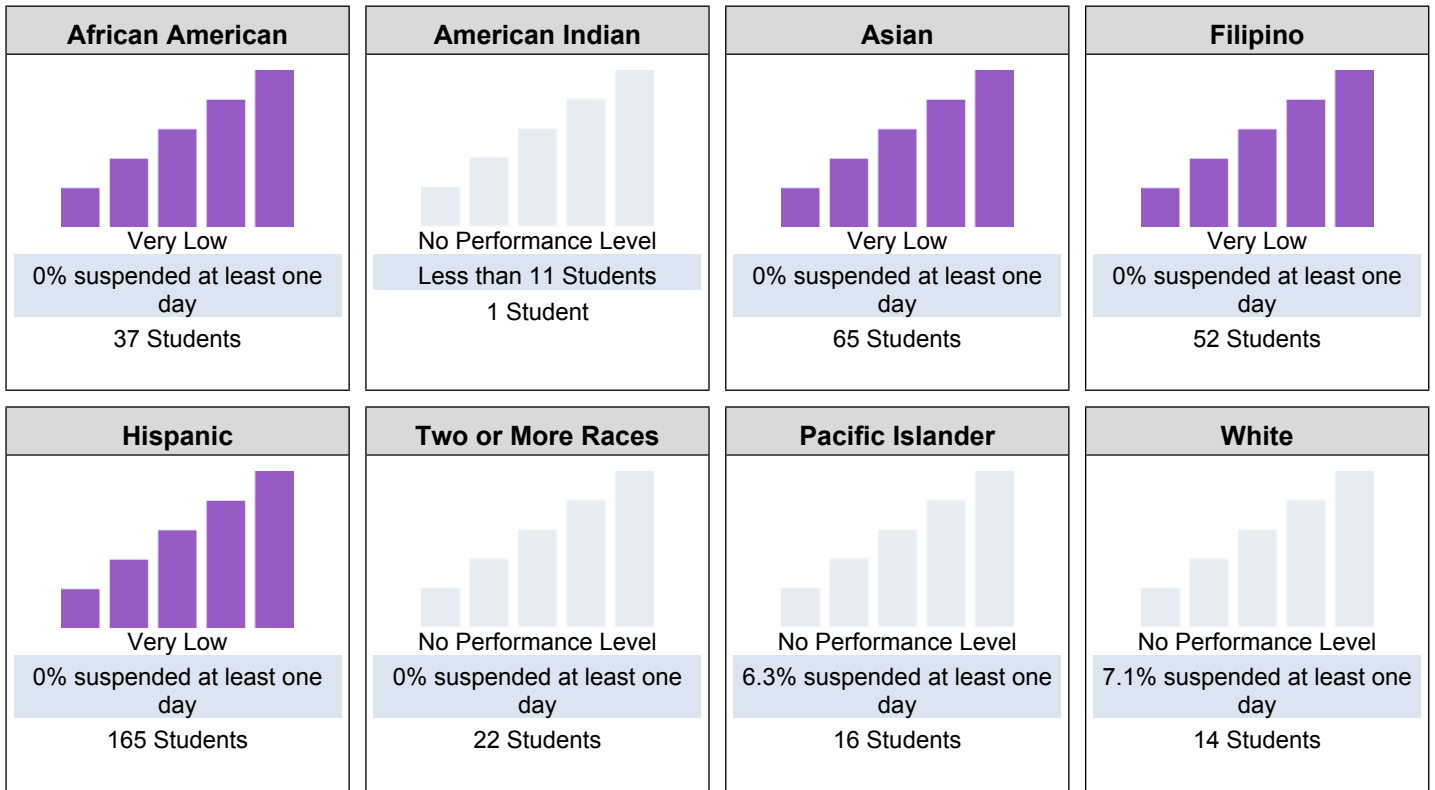 African American
Very Low
0% suspended at least one
day
37 Students
American Indian
No Performance Level
Less than 11 Students
1 Student
Asian
Very Low
0% suspended at least one
day
65 Students
Filipino
Very Low
0% suspended at least one
day
52 Students
Hispanic
Very Low
0% suspended at least one
day
165 Students
Two or More Races
No Performance Level
0% suspended at least one
day
22 Students
Pacific Islander
No Performance Level
6.3% suspended at least one
day
16 Students
White
No Performance Level
7.1% suspended at least one
day
14 Students